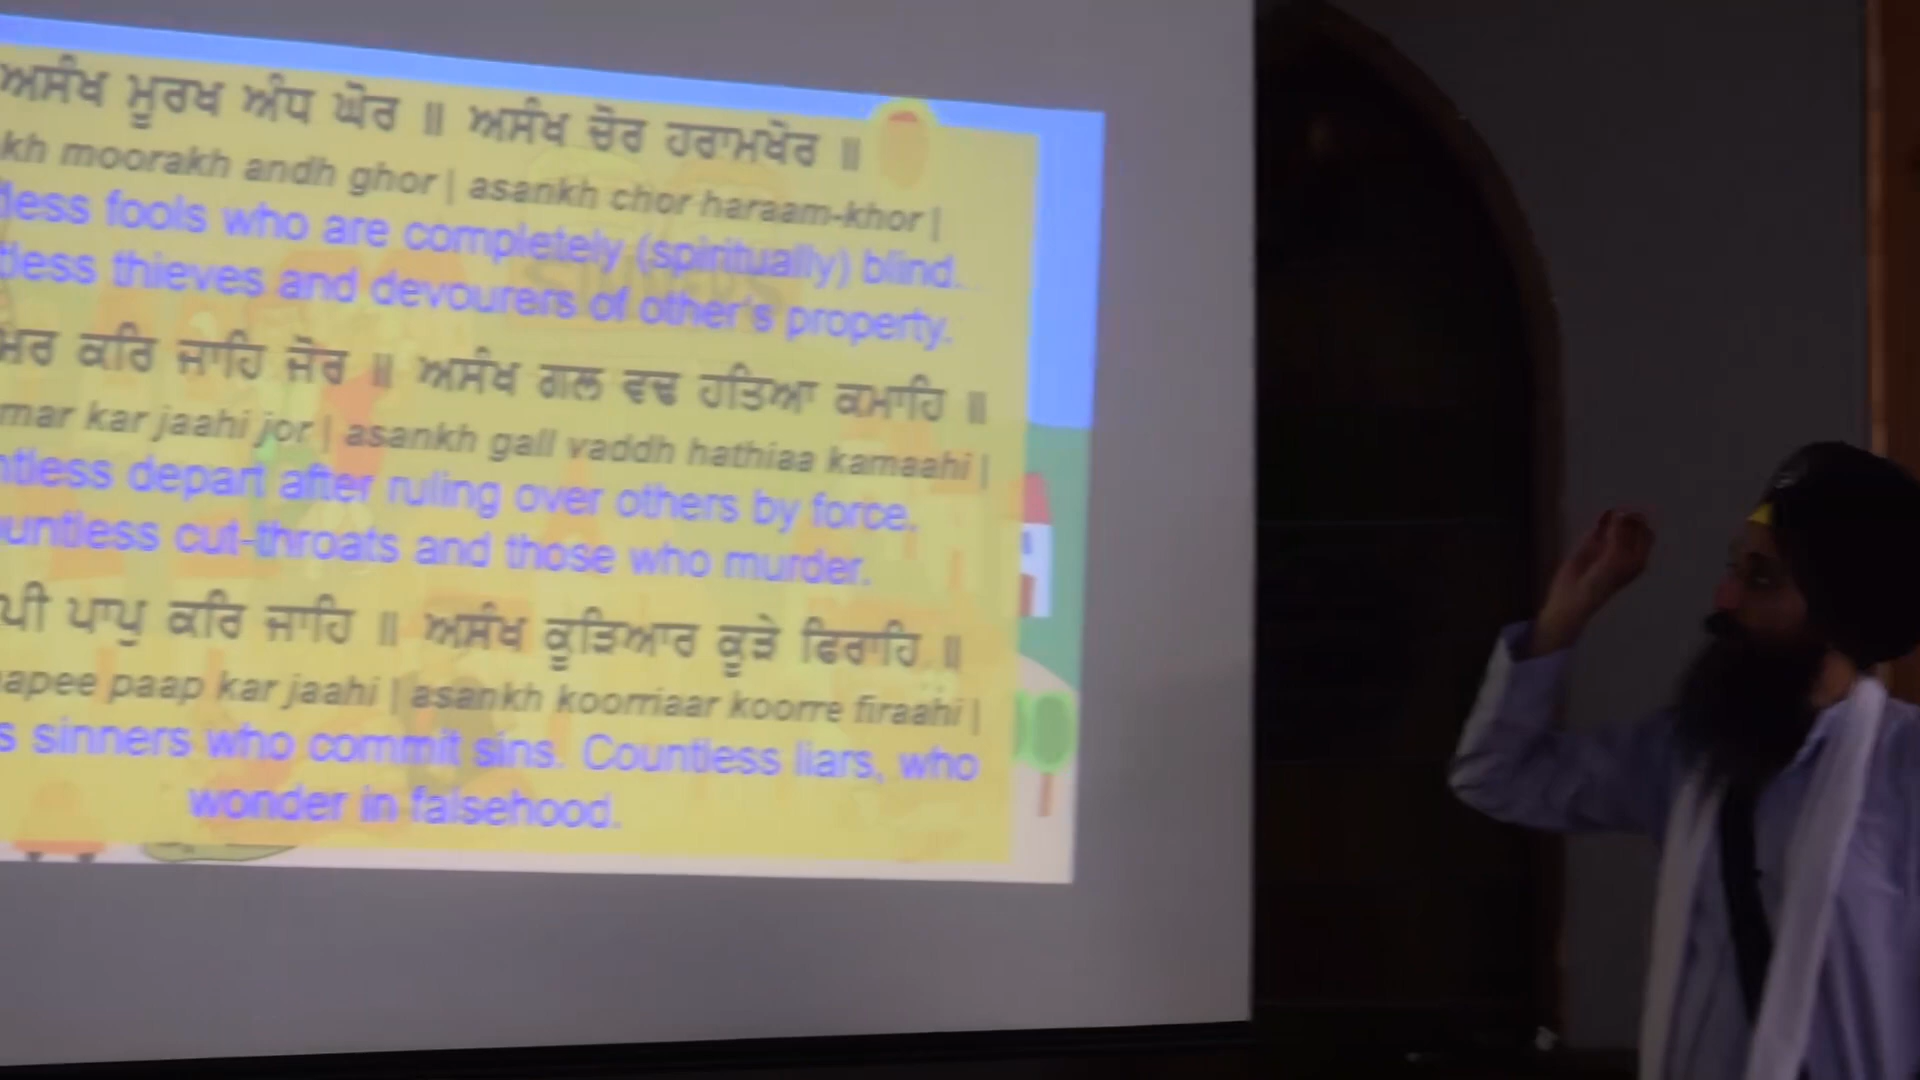 ਅਸੰਖ ਮੂਰਖ ਅੰਧ ਘੋਰ ॥ ਅਸੰਖ ਚੋਰ ਹਰਾਮਖੋਰ ॥
kh moorakh andh ghor | asankh chor haraam-khor |
less fools who are completely (spiritually) blind.
tless thieves and devourers of other's property.
ਮਰ ਕਰਿ ਜਾਹਿ ਜੋਰ ॥ ਅਸੰਖ ਗਲ ਵਢ ਹਤਿਆ ਕਮਾਹਿ ॥
mar kar jaahi jor | asankh gall vaddh hathiaa kamaahi |
ntless depart after ruling over others by force.
ountless cut-throats and those who murder.
ਪੀ ਪਾਪੁ ਕਰਿ ਜਾਹਿ ॥ ਅਸੰਖ ਕੂੜਿਆਰ ਕੂੜੇ ਫਿਰਾਹਿ ॥
apee paap kar jaahi | asankh koorriaar koorre firaahi |
s sinners who commit sins. Countless liars, who
wonder in falsehood.